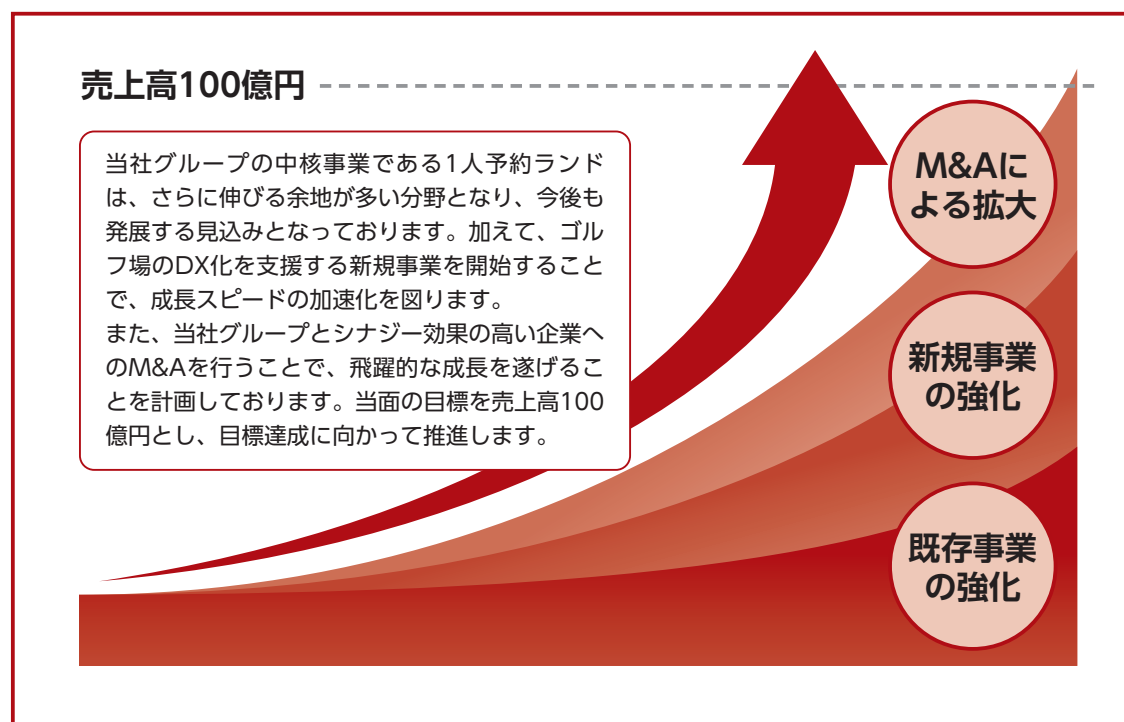 売上高100億円
当社グループの中核事業である1人予約ランド
は、さらに伸びる余地が多い分野となり、今後も
発展する見込みとなっております。加えて、ゴル
フ場のDX化を支援する新規事業を開始すること
で、成長スピードの加速化を図ります。
また、当社グループとシナジー効果の高い企業へ
のM&Aを行うことで、飛躍的な成長を遂げるこ
とを計画しております。当面の目標を売上高100
億円とし、目標達成に向かって推進します。
M&Aに
よる拡大
新規事業
の強化
既存事業
の強化